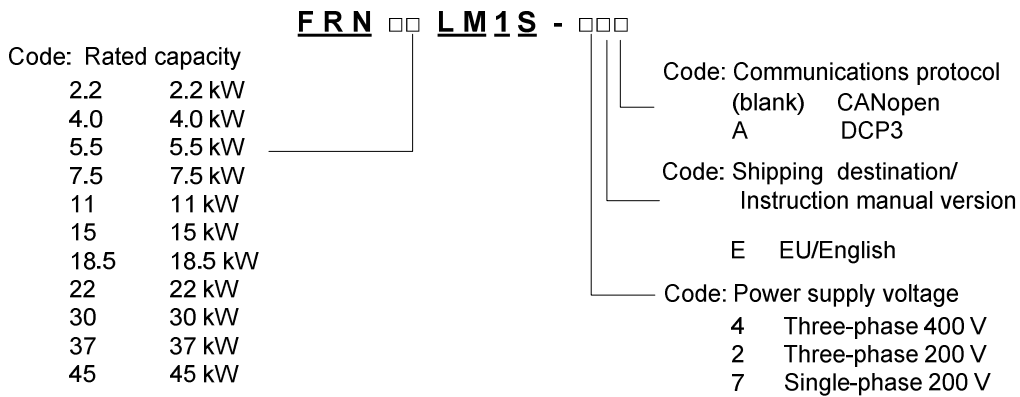 FRN □□ LM1S - □□□
Code: Rated capacity
2.2 2.2 kW
4.0 4.0 kW
5.5 5.5 kW
7.5 7.5 kW
11 11 kW
15 15 kW
18.5 18.5 kW
22 22 kW
30 30 kW
37 37 kW
45 45 kW
Code: Communications protocol
(blank) CANopen
A DCP3
Code: Shipping destination/
Instruction manual version
E EU/English
Code: Power supply voltage
4 Three-phase 400 V
2 Three-phase 200 V
7 Single-phase 200 V